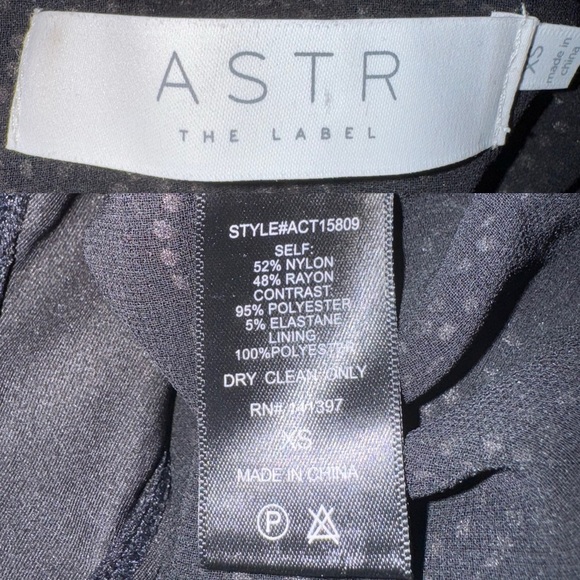 ASTR
THE LABEL
XS
made in
china
STYLE#ACT15809
SELF:
52% NYLON
48% RAYON
CONTRAST:
95% POLYESTER
5% ELASTANE
LINING
100%POLYESTER
DRY CLEAN ONLY
RN# 141397
XS
MADE IN CHINA
P